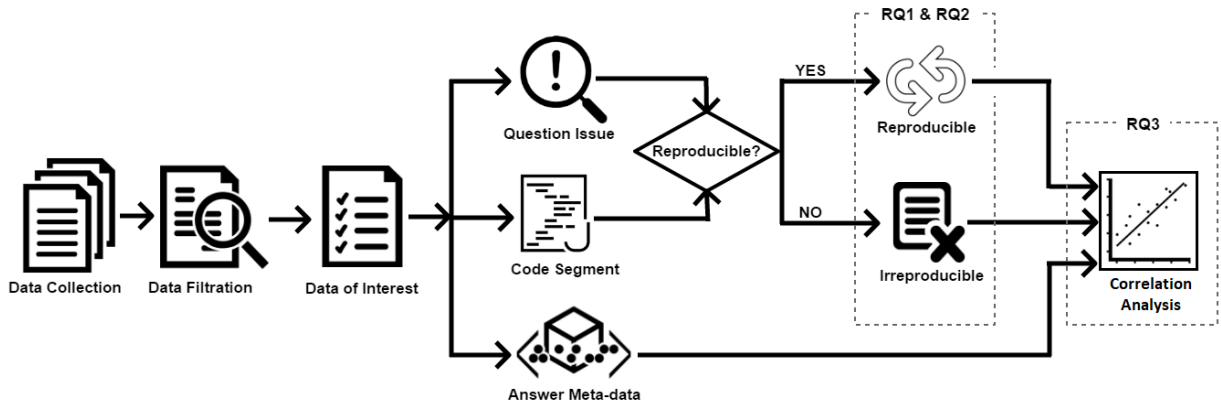 Data Collection
Data Filtration
Data of Interest
Question Issue
Code Segment
Answer Meta-data
Reproducible?
YES
NO
RQ1 & RQ2
Reproducible
Irreproducible
RQ3
Correlation
Analysis